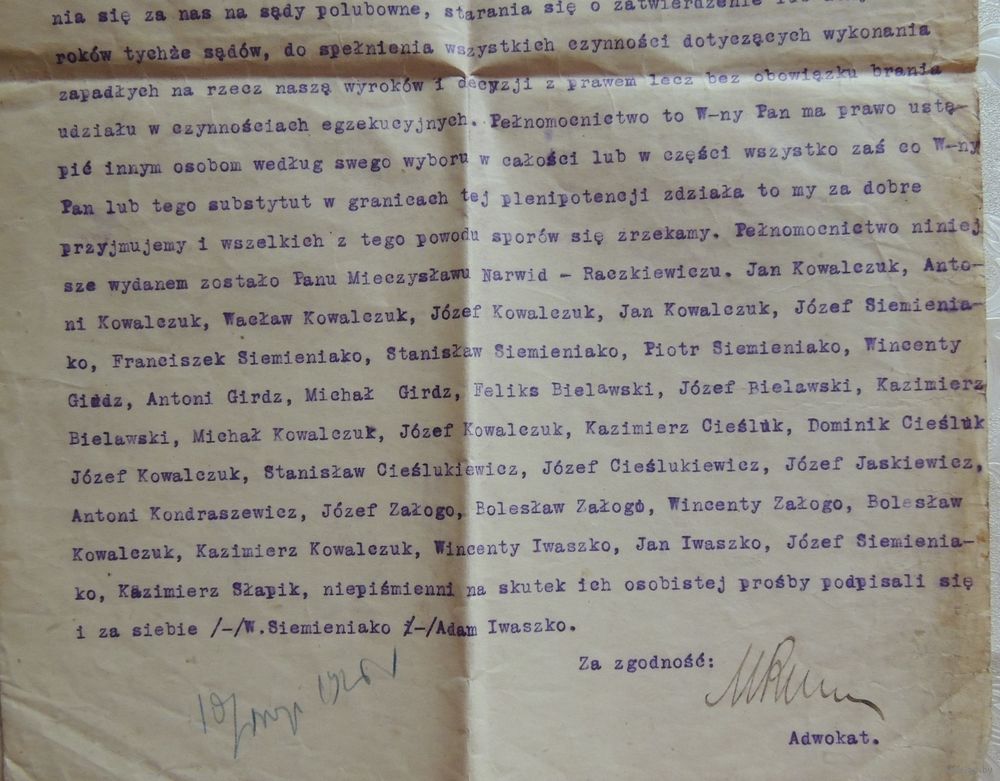 nia się za nas na sądy polubowne, starania się o zatwierdzenie
roków tychże sądów, do spełnienia wszystkich czynności dotyczących wykonania
zapadłych na rzecz naszą wyroków i decyzji z prawem lecz bez obowiązku brania
udziału w czynnościach egzekucyjnych. Pełnomocnictwo to W-ny Pan ma prawo ustę-
pić innym osobom według swego wyboru w całości lub w części wszystko zaś co W-ny
Pan lub tego substytut w granicach tej plenipotencji zdziała to my za dobre
przyjmujemy i wszelkich z tego powodu sporów się zrzekamy. Pełnomocnictwo niniej
sze wydanem zostało Panu Mieczysławu Narwid - Raczkiewiczu. Jan Kowalczuk, Anto-
ni Kowalczuk, Wacław Kowalczuk, Józef Kowalczuk, Jan Kowalczuk, Józef Siemienia-
ko, Franciszek Siemieniako, Stanisław Siemieniako, Piotr Siemieniako, Wincenty
Girdz, Antoni Girdz, Michał Girdz, Feliks Bielawski, Józef Bielawski, Kazimierz
Bielawski, Michał Kowalczuk, Józef Kowalczuk, Kazimierz Cieśluk, Dominik Cieśluk
Józef Kowalczuk, Stanisław Cieślukiewicz, Józef Cieślukiewicz, Józef Jaskiewicz,
Antoni Kondraszewicz, Józef Załogo, Bolesław Załogo, Wincenty Załogo, Bolesław
Kowalczuk, Kazimierz Kowalczuk, Wincenty Iwaszko, Jan Iwaszko, Józef Siemienia-
ko, Kazimierz Słapik, niepiśmienni na skutek ich osobistej prośby podpisali się
i za siebie /-/W.Siemieniako /-/Adam Iwaszko.
Za zgodność:
Adwokat.